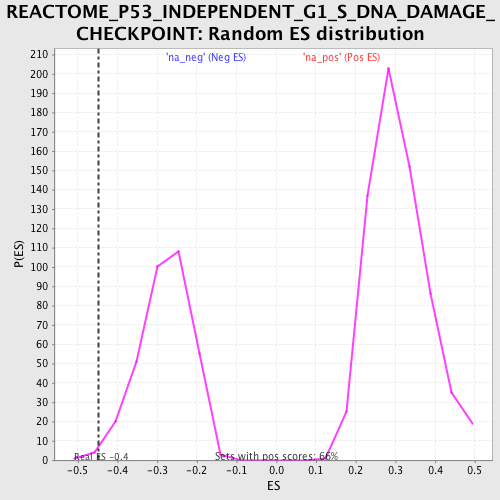 REACTOME_P53_INDEPENDENT_G1_S_DNA_DAMAGE_
CHECKPOINT: Random ES distribution
'na_neg' (Neg ES) 'na_pos' (Pos ES)
210
200
190
180
170
160
150
140
130
120
110
100
90
80
70
60
50
40
30
20
10
0
P(ES)
Real ES -0.4
Sets with pos scores: 66%
-0.5 -0.4 -0.3 -0.2 -0.1 0.0 0.1 0.2 0.3 0.4 0.5
ES